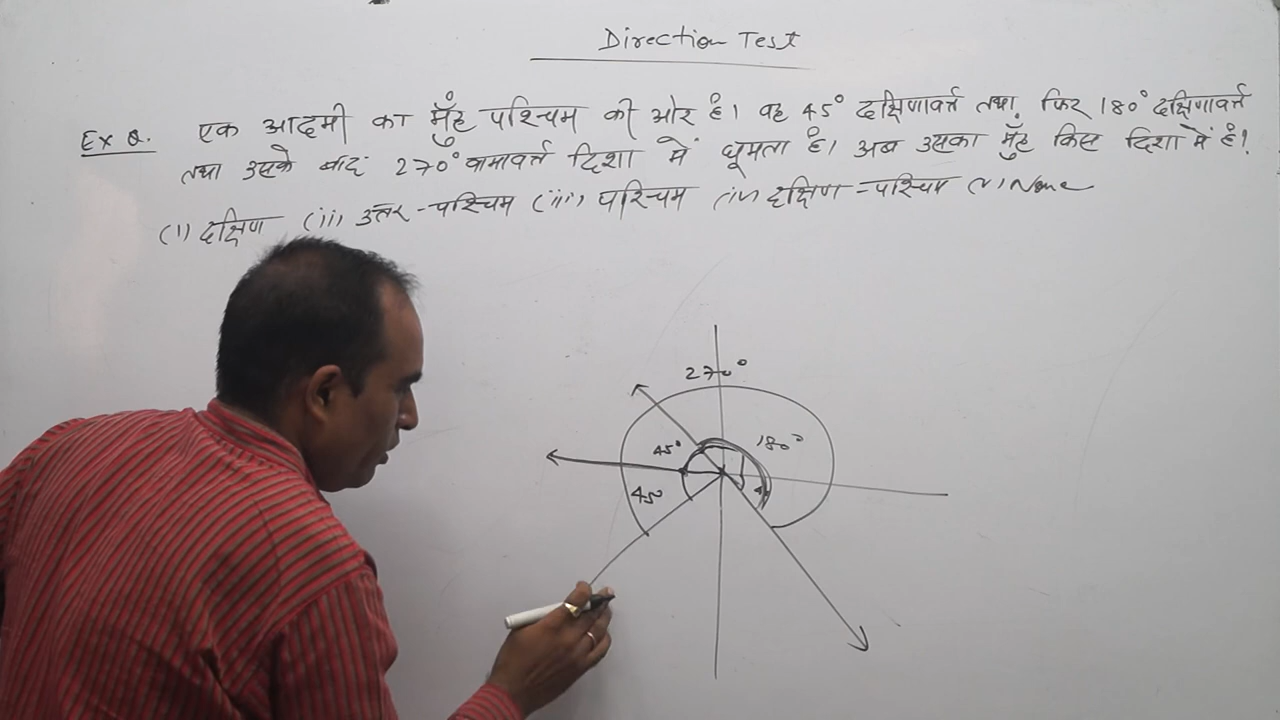 Direction Test
Ex Q. एक आदमी का मुँह पश्चिम की ओर है। वह 45° दक्षिणावर्त्त तथा फिर 180° दक्षिणावर्त्त
तथा उसके बाद 270° वामावर्त्त दिशा में घूमता है। अब उसका मुँह किस दिशा में है?
(i) दक्षिण (ii) उत्तर-पश्चिम (iii) पश्चिम (iv) दक्षिण-पश्चिम (v) None
270°
45° 180°
45°
4